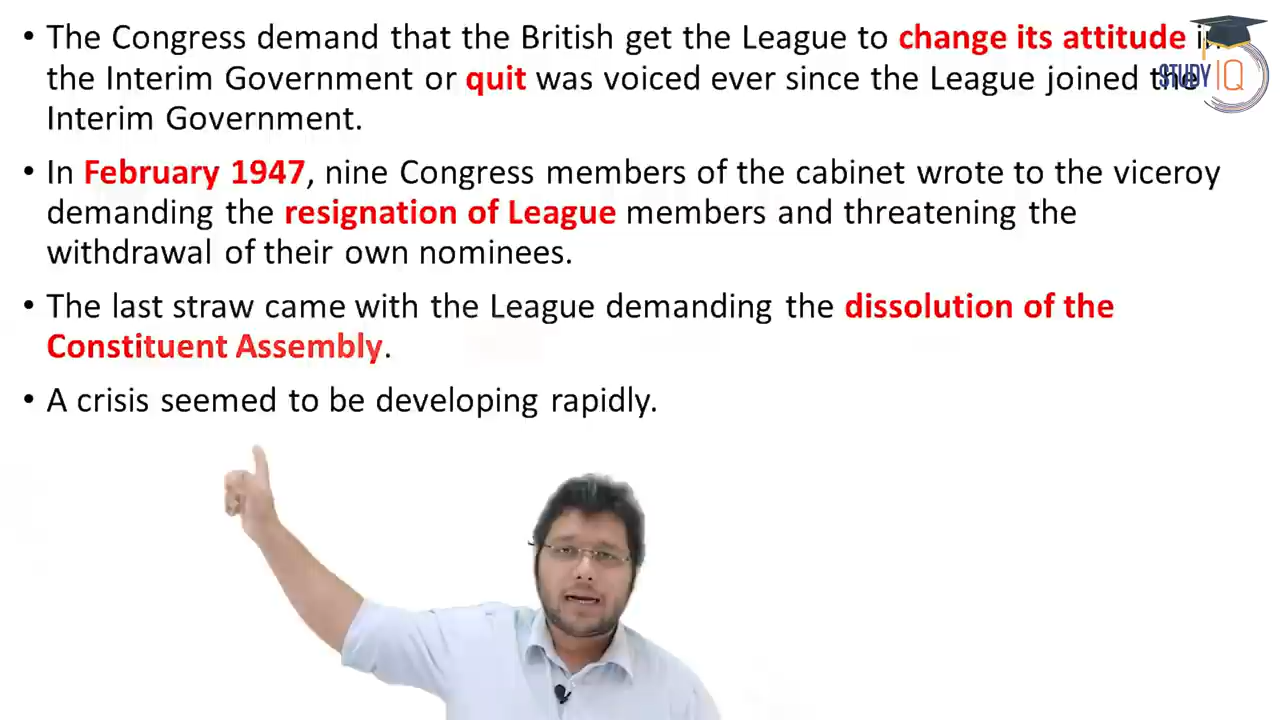 • The Congress demand that the British get the League to change its attitude in
the Interim Government or quit was voiced ever since the League joined the
Interim Government.
• In February 1947, nine Congress members of the cabinet wrote to the viceroy
demanding the resignation of League members and threatening the
withdrawal of their own nominees.
• The last straw came with the League demanding the dissolution of the
Constituent Assembly.
• A crisis seemed to be developing rapidly.
STUDY IQ